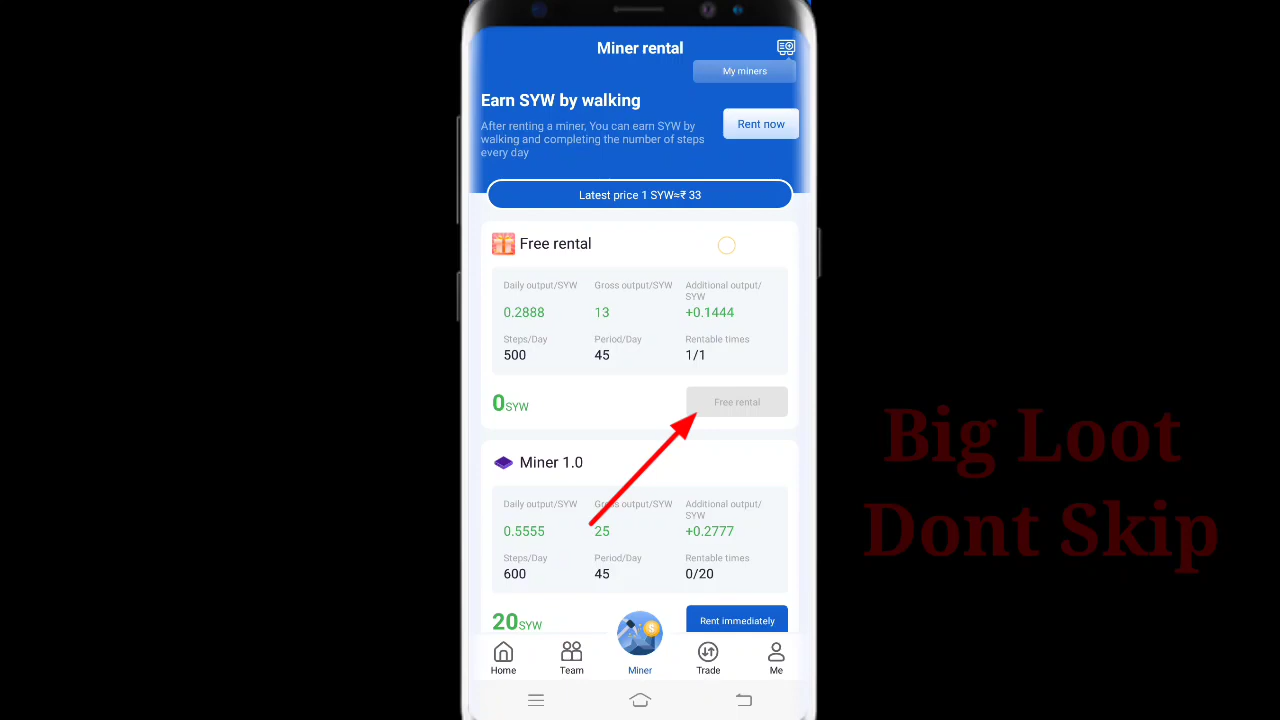 Miner rental
My miners
Earn SYW by walking
After renting a miner, You can earn SYW by
walking and completing the number of steps
every day
Rent now
Latest price 1 SYW≈₹ 33
Free rental
Daily output/SYW Gross output/SYW Additional output/
SYW
0.2888 13 +0.1444
Steps/Day Period/Day Rentable times
500 45 1/1
0SYW Free rental
Miner 1.0
Daily output/SYW Gross output/SYW Additional output/
SYW
0.5555 25 +0.2777
Steps/Day Period/Day Rentable times
600 45 0/20
20SYW Rent immediately
Home Team Miner Trade Me
Big Loot
Dont Skip